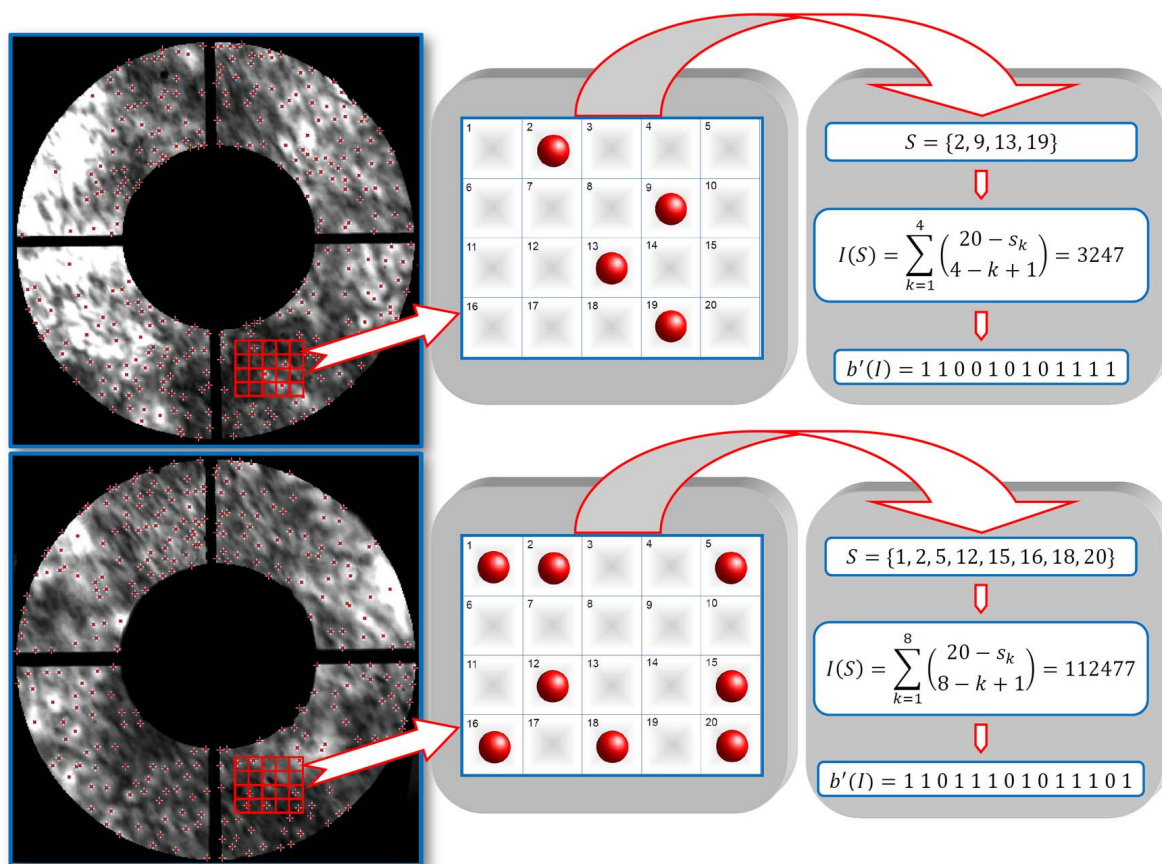 1 2 3 4 5
6 7 8 9 10
11 12 13 14 15
16 17 18 19 20
S = {2, 9, 13, 19}
I(S) = ∑_{k=1}^{4} \binom{20 − s_k}{4 − k + 1} = 3247
b′(I) = 1 1 0 0 1 0 1 0 1 1 1 1
1 2 3 4 5
6 7 8 9 10
11 12 13 14 15
16 17 18 19 20
S = {1, 2, 5, 12, 15, 16, 18, 20}
I(S) = ∑_{k=1}^{8} \binom{20 − s_k}{8 − k + 1} = 112477
b′(I) = 1 1 0 1 1 1 0 1 0 1 1 1 0 1